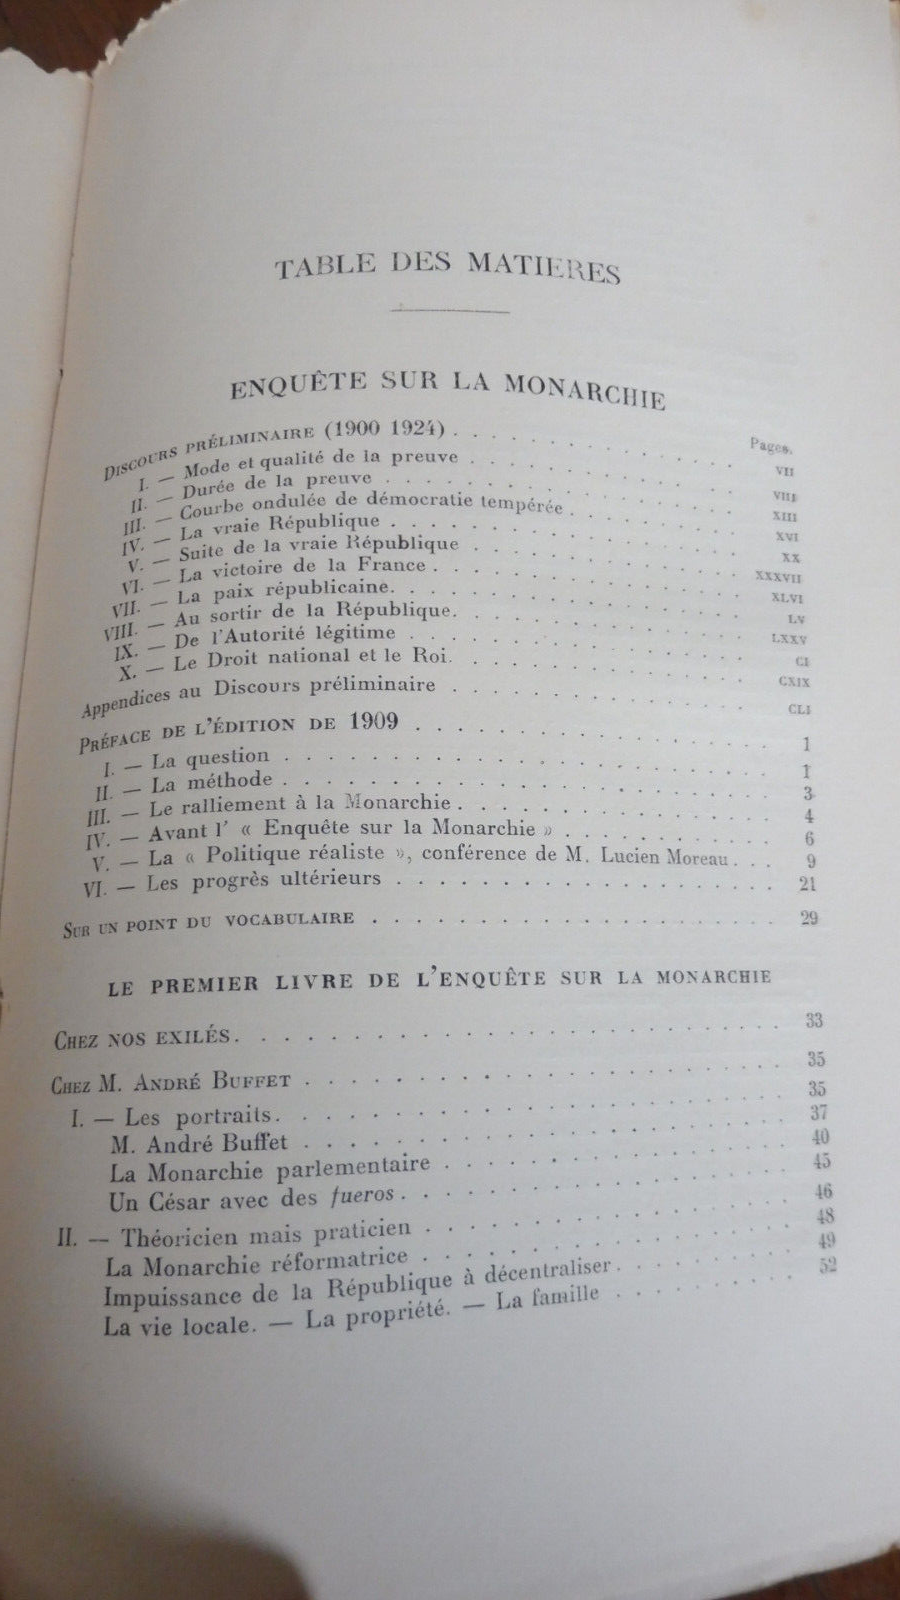 TABLE DES MATIERES
ENQUÊTE SUR LA MONARCHIE
Pages.
DISCOURS PRÉLIMINAIRE (1900 1924) . . . . . . . . . . . VII
I. — Mode et qualité de la preuve . . . . . . . . . . . VIII
II. — Durée de la preuve . . . . . . . . . . . XIII
III. — Courbe ondulée de démocratie tempérée . . . . . . . XVI
IV. — La vraie République . . . . . . . . . . . XX
V. — Suite de la vraie République . . . . . . . . . . . XXXVII
VI. — La victoire de la France . . . . . . . . . . . XLVI
VII. — La paix républicaine. . . . . . . . . . . . LV
VIII. — Au sortir de la République. . . . . . . . . . . . LXXV
IX. — De l'Autorité légitime . . . . . . . . . . . CI
X. — Le Droit national et le Roi. . . . . . . . . . . CXIX
Appendices au Discours préliminaire . . . . . . . . . . . CLI
PRÉFACE DE L'ÉDITION DE 1909 . . . . . . . . . . . 1
I. — La question . . . . . . . . . . . 1
II. — La méthode . . . . . . . . . . . 3
III. — Le ralliement à la Monarchie . . . . . . . . . . . 4
IV. — Avant l' « Enquête sur la Monarchie » . . . . . . . . 6
V. — La « Politique réaliste », conférence de M. Lucien Moreau . . . 9
VI. — Les progrès ultérieurs . . . . . . . . . . . 21
SUR UN POINT DU VOCABULAIRE . . . . . . . . . . . 29
LE PREMIER LIVRE DE L'ENQUÊTE SUR LA MONARCHIE
CHEZ NOS EXILÉS. . . . . . . . . . . . 33
CHEZ M. ANDRÉ BUFFET . . . . . . . . . . . 35
I. — Les portraits. . . . . . . . . . . . 35
M. André Buffet . . . . . . . . . . . 37
La Monarchie parlementaire . . . . . . . . . . . 40
Un César avec des fueros . . . . . . . . . . . 45
II. — Théoricien mais praticien . . . . . . . . . . . 46
La Monarchie réformatrice . . . . . . . . . . . 48
Impuissance de la République à décentraliser . . . . . . . 49
La vie locale. — La propriété. — La famille . . . . . . . . 52